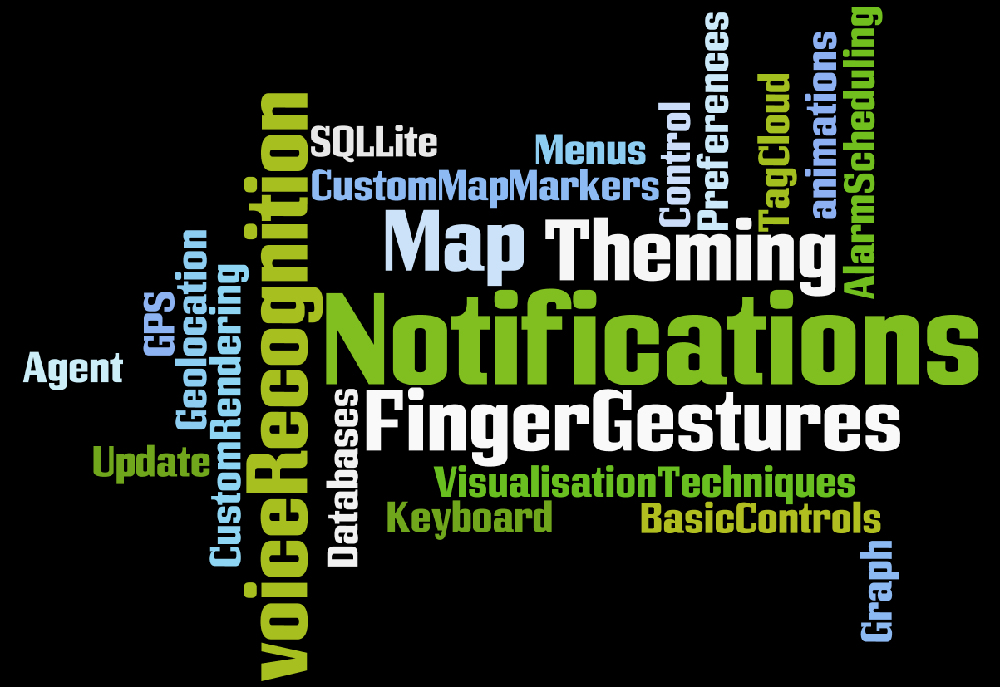 SQLLite
Menus
CustomMapMarkers
Control
Preferences
TagCloud
animations
AlarmScheduling
Map
Theming
voiceRecognition
Notifications
GPS
Geolocation
CustomRendering
Agent
Databases
FingerGestures
Update
VisualisationTechniques
Keyboard
BasicControls
Graph